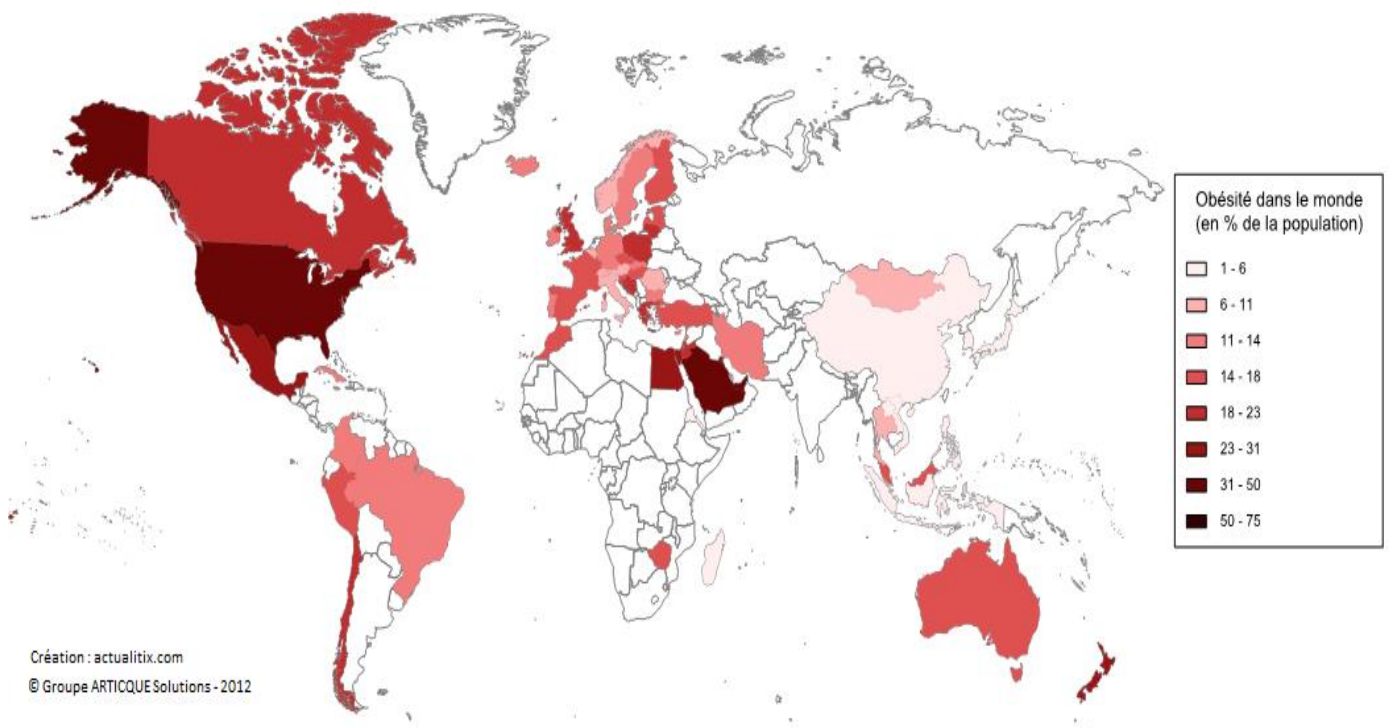 Obésité dans le monde
(en % de la population)
1 - 6
6 - 11
11 - 14
14 - 18
18 - 23
23 - 31
31 - 50
50 - 75
Création : actualitix.com
© Groupe ARTICQUE Solutions - 2012